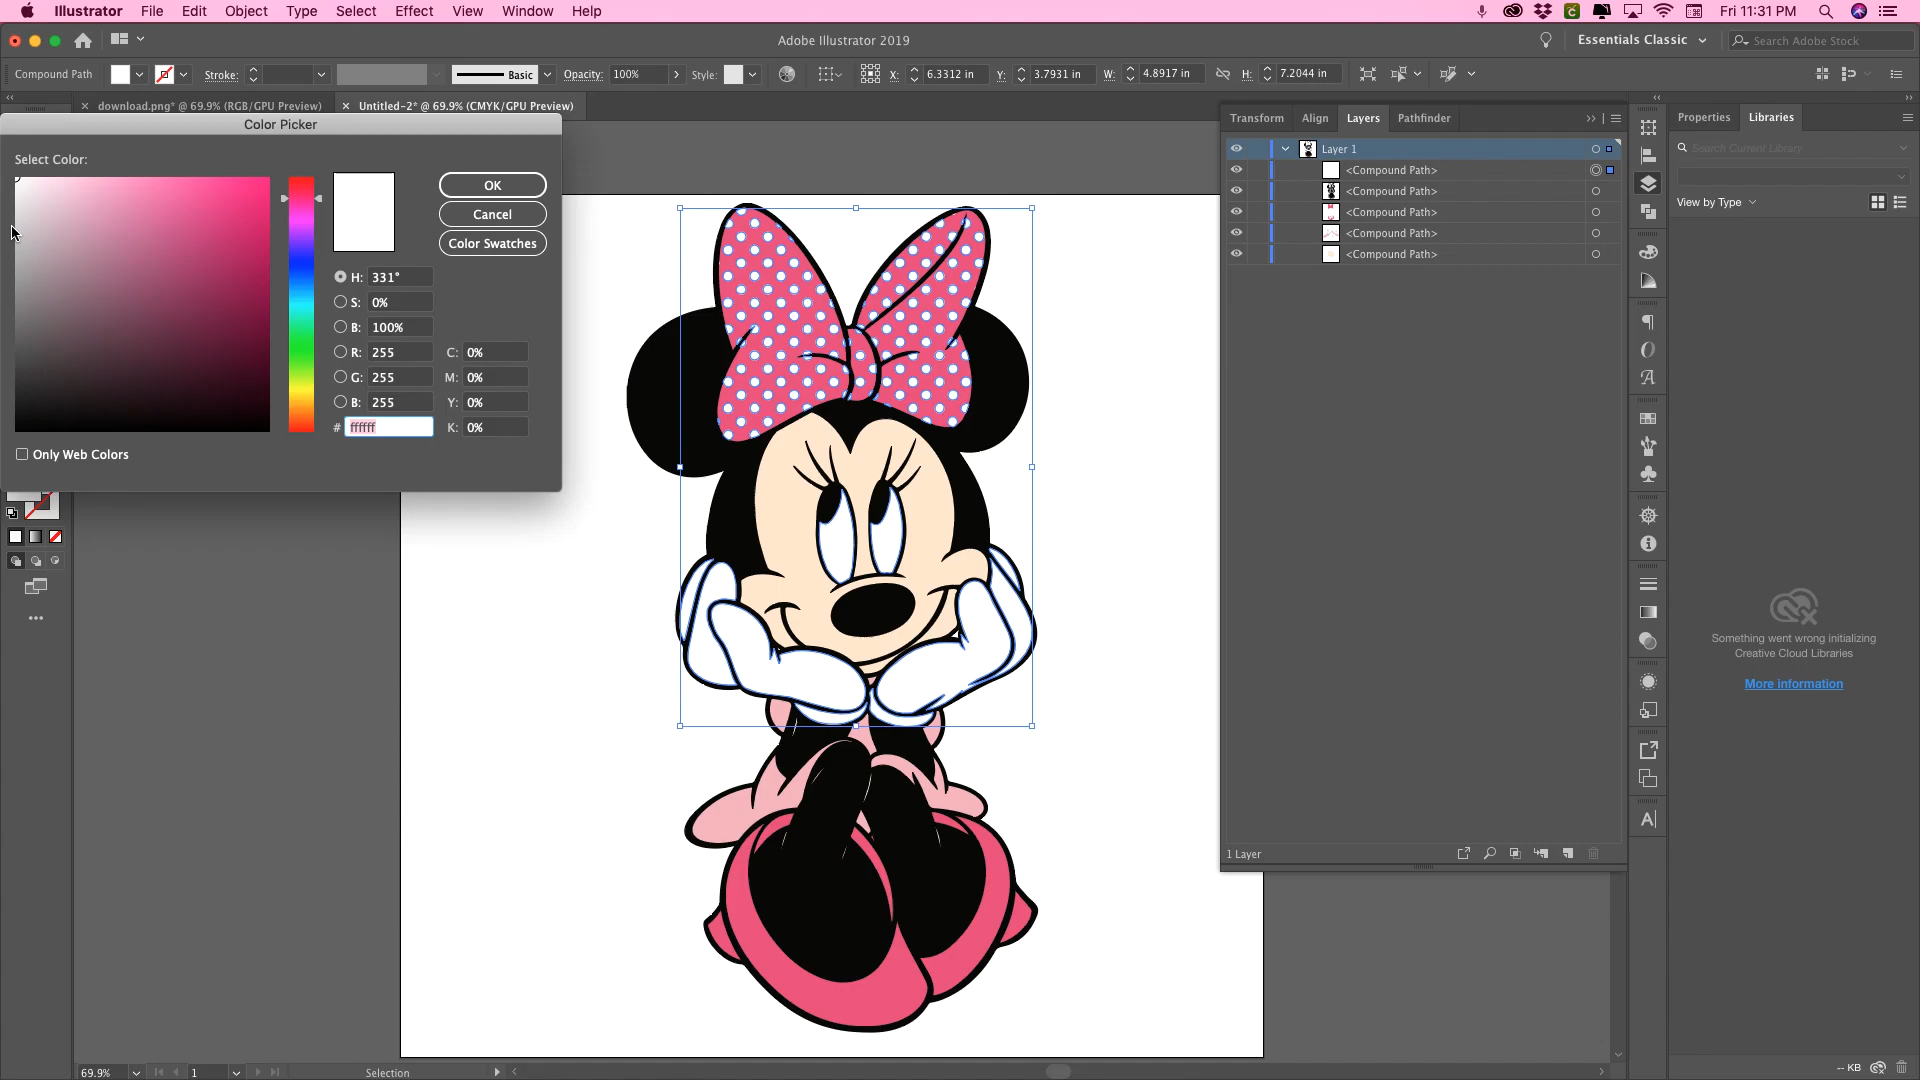 Illustrator File Edit Object Type Select Effect View Window Help Fri 11:31 PM
Adobe Illustrator 2019 Essentials Classic Search Adobe Stock
Compound Path Stroke: Basic Opacity: 100% Style: X: 6.3312 in Y: 3.7931 in W: 4.8917 in H: 7.2044 in
download.png* @ 69.9% (RGB/GPU Preview) Untitled-2* @ 69.9% (CMYK/GPU Preview)
Color Picker
Select Color:
OK
Cancel
Color Swatches
H: 331°
S: 0%
B: 100%
R: 255 C: 0%
G: 255 M: 0%
B: 255 Y: 0%
# ffffff K: 0%
Only Web Colors
Transform Align Layers Pathfinder
Layer 1
<Compound Path>
<Compound Path>
<Compound Path>
<Compound Path>
<Compound Path>
1 Layer
Properties Libraries
Search Current Library
View by Type
Something went wrong initializing
Creative Cloud Libraries
More information
-- KB
69.9% 1 Selection